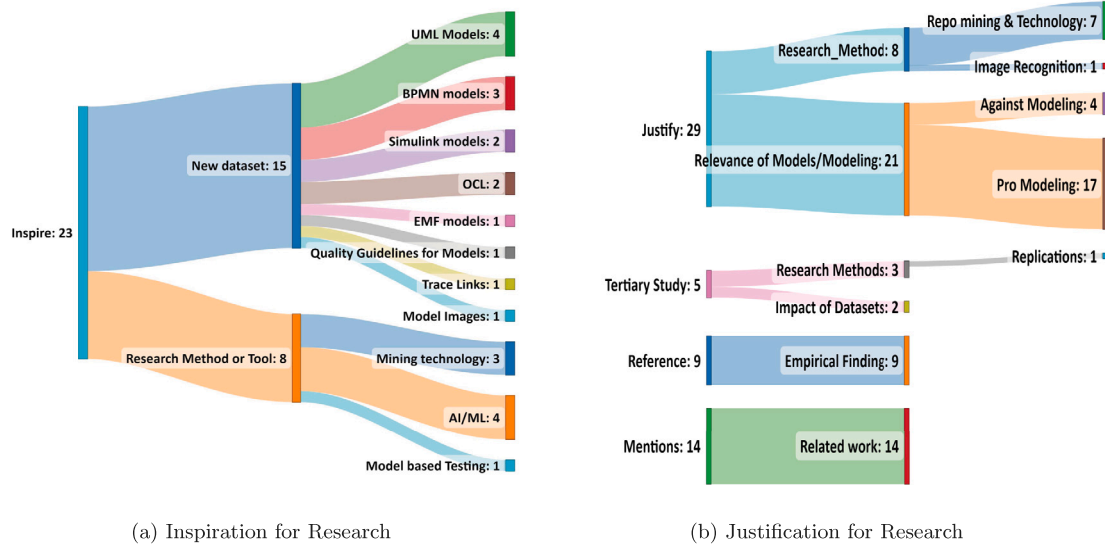 UML Models: 4
BPMN models: 3
Simulink models: 2
New dataset: 15
OCL: 2
EMF models: 1
Inspire: 23
Quality Guidelines for Models: 1
Trace Links: 1
Model Images: 1
Research Method or Tool: 8
Mining technology: 3
AI/ML: 4
Model based Testing: 1
(a) Inspiration for Research
Repo mining & Technology: 7
Research_Method: 8
Image Recognition: 1
Against Modeling: 4
Justify: 29
Relevance of Models/Modeling: 21
Pro Modeling: 17
Replications: 1
Research Methods: 3
Tertiary Study: 5
Impact of Datasets: 2
Reference: 9
Empirical Finding: 9
Mentions: 14
Related work: 14
(b) Justification for Research